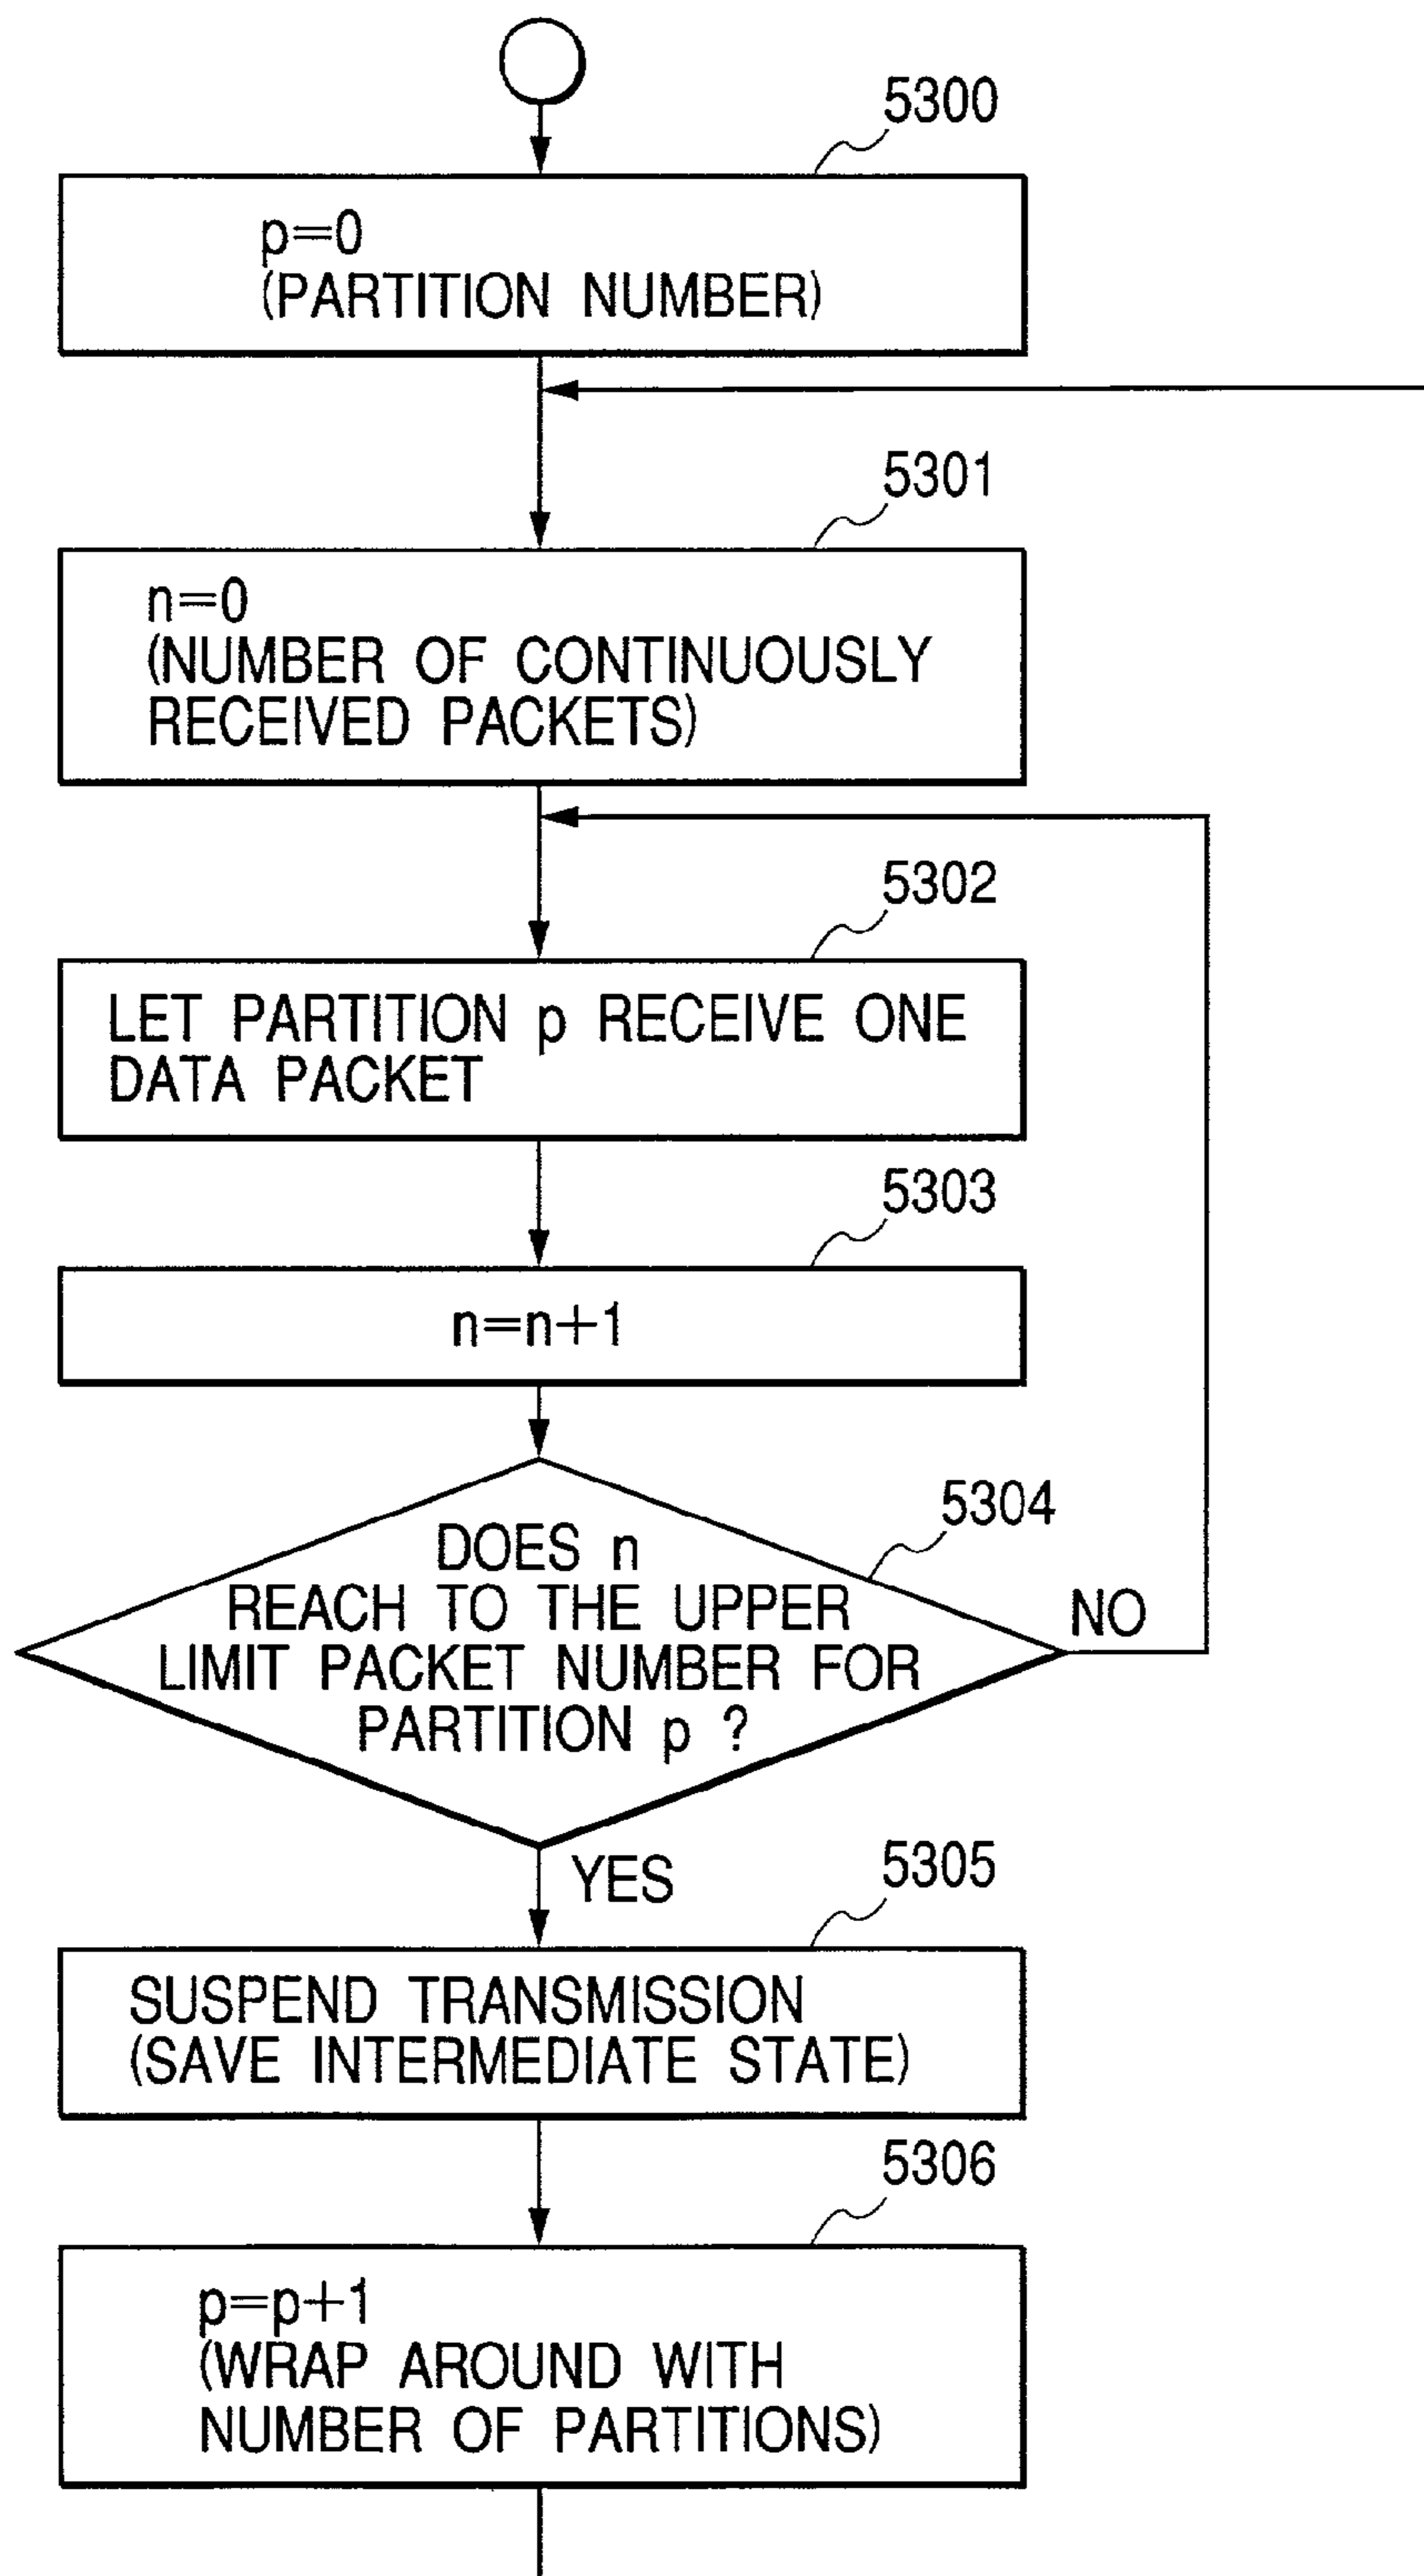 5300
p=0
(PARTITION NUMBER)
5301
n=0
(NUMBER OF CONTINUOUSLY
RECEIVED PACKETS)
5302
LET PARTITION p RECEIVE ONE
DATA PACKET
5303
n=n+1
5304
DOES n
REACH TO THE UPPER
LIMIT PACKET NUMBER FOR
PARTITION p ?
NO
YES
5305
SUSPEND TRANSMISSION
(SAVE INTERMEDIATE STATE)
5306
p=p+1
(WRAP AROUND WITH
NUMBER OF PARTITIONS)